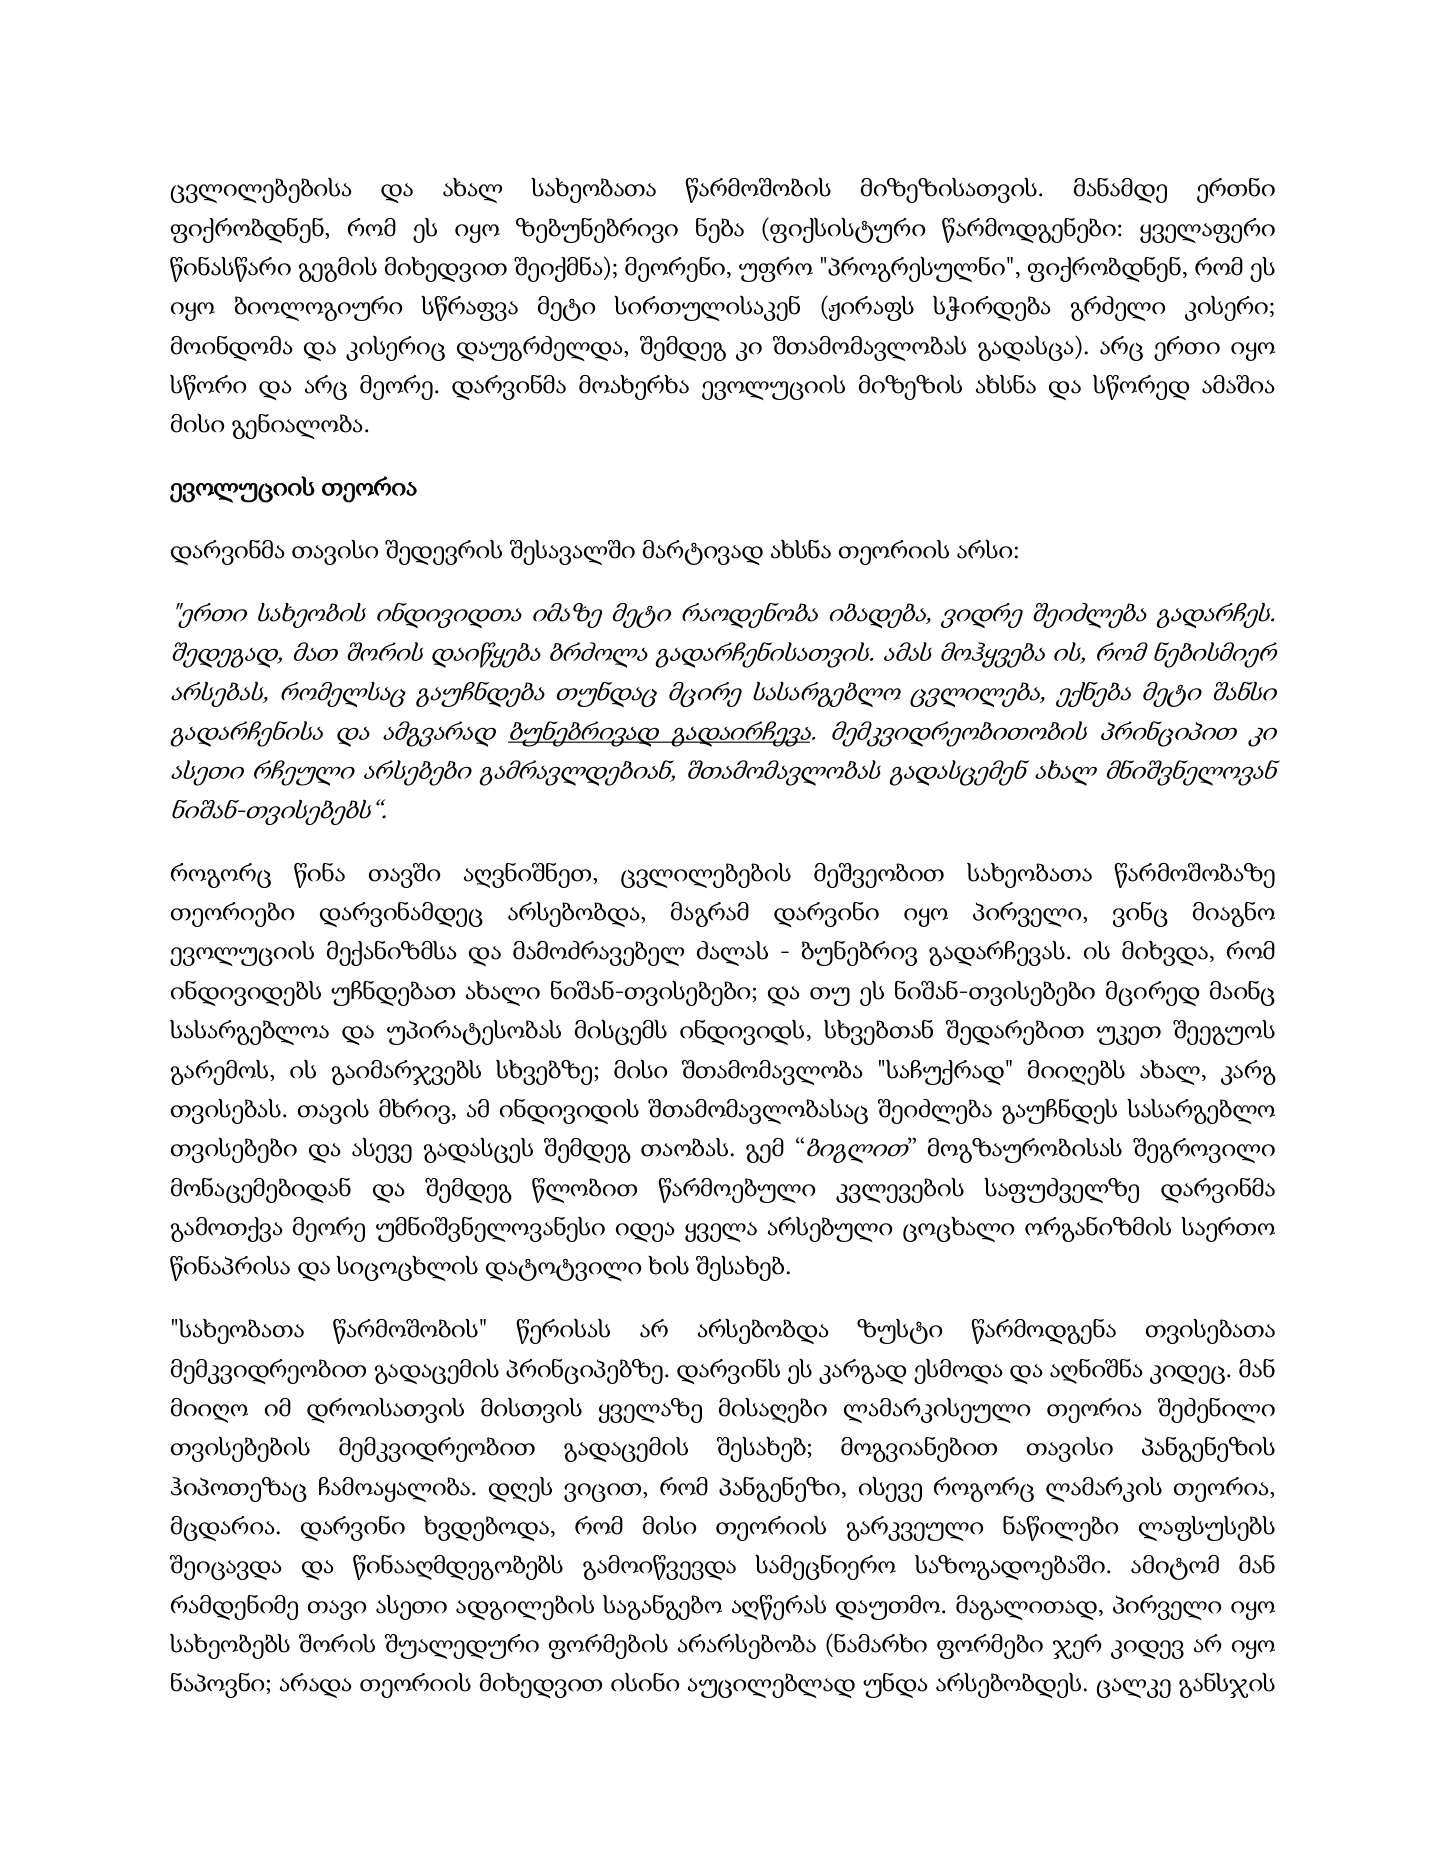 ცვლილებებისა და ახალ სახეობათა წარმოშობის მიზეზისათვის. მანამდე ერთნი
ფიქრობდნენ, რომ ეს იყო ზებუნებრივი ნება (ფიქსისტური წარმოდგენები: ყველაფერი
წინასწარი გეგმის მიხედვით შეიქმნა); მეორენი, უფრო "პროგრესულნი", ფიქრობდნენ, რომ ეს
იყო ბიოლოგიური სწრაფვა მეტი სირთულისაკენ (ჟირაფს სჭირდება გრძელი კისერი;
მოინდომა და კისერიც დაუგრძელდა, შემდეგ კი შთამომავლობას გადასცა). არც ერთი იყო
სწორი და არც მეორე. დარვინმა მოახერხა ევოლუციის მიზეზის ახსნა და სწორედ ამაშია
მისი გენიალობა.
ევოლუციის თეორია
დარვინმა თავისი შედევრის შესავალში მარტივად ახსნა თეორიის არსი:
"ერთი სახეობის ინდივიდთა იმაზე მეტი რაოდენობა იბადება, ვიდრე შეიძლება გადარჩეს.
შედეგად, მათ შორის დაიწყება ბრძოლა გადარჩენისათვის. ამას მოჰყვება ის, რომ ნებისმიერ
არსებას, რომელსაც გაუჩნდება თუნდაც მცირე სასარგებლო ცვლილება, ექნება მეტი შანსი
გადარჩენისა და ამგვარად ბუნებრივად გადაირჩევა. მემკვიდრეობითობის პრინციპით კი
ასეთი რჩეული არსებები გამრავლდებიან, შთამომავლობას გადასცემენ ახალ მნიშვნელოვან
ნიშან-თვისებებს“.
როგორც წინა თავში აღვნიშნეთ, ცვლილებების მეშვეობით სახეობათა წარმოშობაზე
თეორიები დარვინამდეც არსებობდა, მაგრამ დარვინი იყო პირველი, ვინც მიაგნო
ევოლუციის მექანიზმსა და მამოძრავებელ ძალას - ბუნებრივ გადარჩევას. ის მიხვდა, რომ
ინდივიდებს უჩნდებათ ახალი ნიშან-თვისებები; და თუ ეს ნიშან-თვისებები მცირედ მაინც
სასარგებლოა და უპირატესობას მისცემს ინდივიდს, სხვებთან შედარებით უკეთ შეეგუოს
გარემოს, ის გაიმარჯვებს სხვებზე; მისი შთამომავლობა "საჩუქრად" მიიღებს ახალ, კარგ
თვისებას. თავის მხრივ, ამ ინდივიდის შთამომავლობასაც შეიძლება გაუჩნდეს სასარგებლო
თვისებები და ასევე გადასცეს შემდეგ თაობას. გემ “ბიგლით” მოგზაურობისას შეგროვილი
მონაცემებიდან და შემდეგ წლობით წარმოებული კვლევების საფუძველზე დარვინმა
გამოთქვა მეორე უმნიშვნელოვანესი იდეა ყველა არსებული ცოცხალი ორგანიზმის საერთო
წინაპრისა და სიცოცხლის დატოტვილი ხის შესახებ.
"სახეობათა წარმოშობის" წერისას არ არსებობდა ზუსტი წარმოდგენა თვისებათა
მემკვიდრეობით გადაცემის პრინციპებზე. დარვინს ეს კარგად ესმოდა და აღნიშნა კიდეც. მან
მიიღო იმ დროისათვის მისთვის ყველაზე მისაღები ლამარკისეული თეორია შეძენილი
თვისებების მემკვიდრეობით გადაცემის შესახებ; მოგვიანებით თავისი პანგენეზის
ჰიპოთეზაც ჩამოაყალიბა. დღეს ვიცით, რომ პანგენეზი, ისევე როგორც ლამარკის თეორია,
მცდარია. დარვინი ხვდებოდა, რომ მისი თეორიის გარკვეული ნაწილები ლაფსუსებს
შეიცავდა და წინააღმდეგობებს გამოიწვევდა სამეცნიერო საზოგადოებაში. ამიტომ მან
რამდენიმე თავი ასეთი ადგილების საგანგებო აღწერას დაუთმო. მაგალითად, პირველი იყო
სახეობებს შორის შუალედური ფორმების არარსებობა (ნამარხი ფორმები ჯერ კიდევ არ იყო
ნაპოვნი; არადა თეორიის მიხედვით ისინი აუცილებლად უნდა არსებობდეს. ცალკე განსჯის